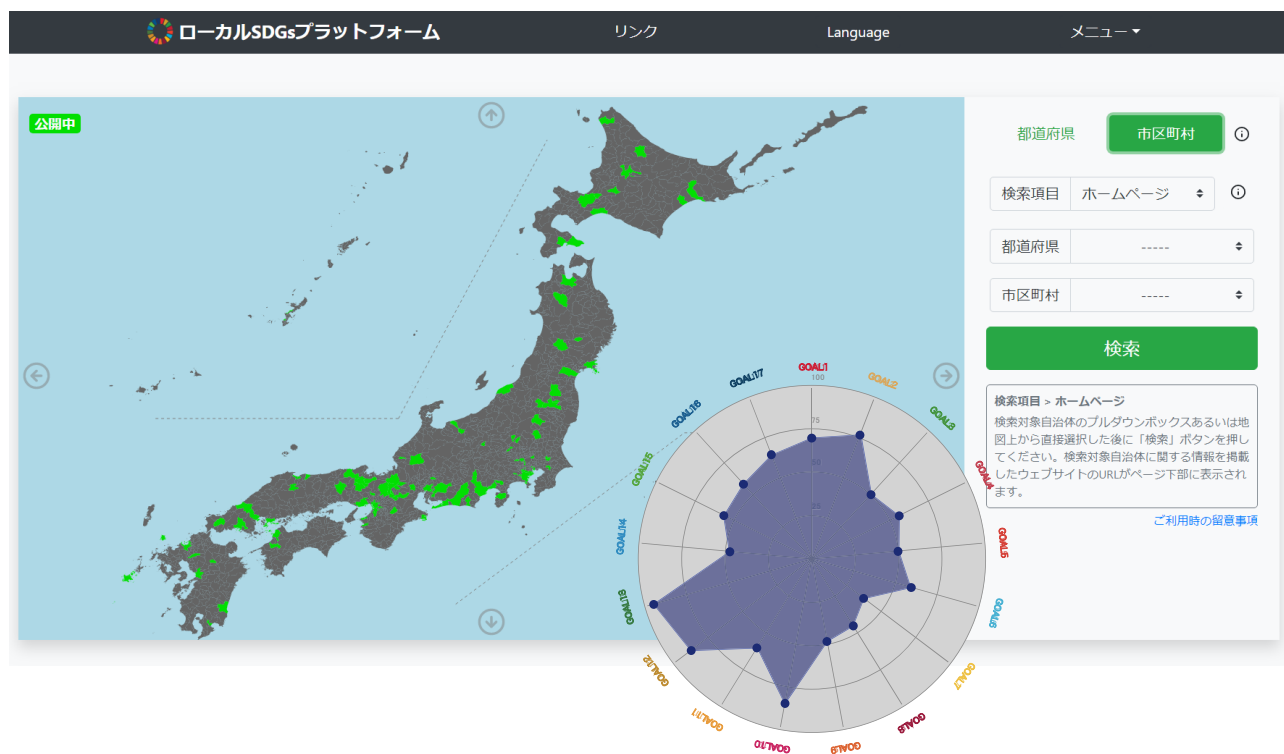 ローカルSDGsプラットフォーム リンク Language メニュー
公開中
都道府県 市区町村
検索項目 ホームページ
都道府県 -----
市区町村 -----
検索
検索項目 > ホームページ
検索対象自治体のプルダウンボックスあるいは地
図上から直接選択した後に「検索」ボタンを押し
てください。検索対象自治体に関する情報を掲載
したウェブサイトのURLがページ下部に表示され
ます。
ご利用時の留意事項
GOAL1
GOAL2
GOAL3
GOAL4
GOAL5
GOAL6
GOAL7
GOAL8
GOAL9
GOAL10
GOAL11
GOAL12
GOAL13
GOAL14
GOAL15
GOAL16
GOAL17
100
75
50
25